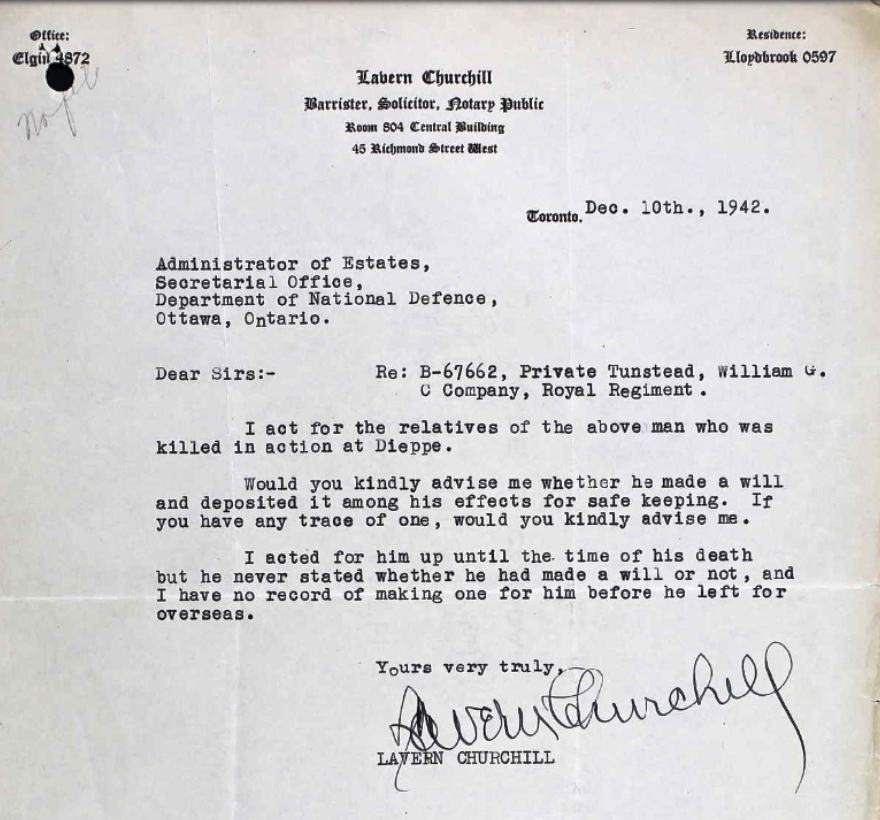 Office:
Elgin 4872
Residence:
Lloydbrook 0597
Lavern Churchill
Barrister, Solicitor, Notary Public
Room 804 Central Building
45 Richmond Street West
Toronto, Dec. 10th., 1942.
Administrator of Estates,
Secretarial Office,
Department of National Defence,
Ottawa, Ontario.
Dear Sirs:- Re: B-67662, Private Tunstead, William G.
C Company, Royal Regiment.
I act for the relatives of the above man who was
killed in action at Dieppe.
Would you kindly advise me whether he made a will
and deposited it among his effects for safe keeping. If
you have any trace of one, would you kindly advise me.
I acted for him up until the time of his death
but he never stated whether he had made a will or not, and
I have no record of making one for him before he left for
overseas.
Yours very truly,
Lavern Churchill
LAVERN CHURCHILL